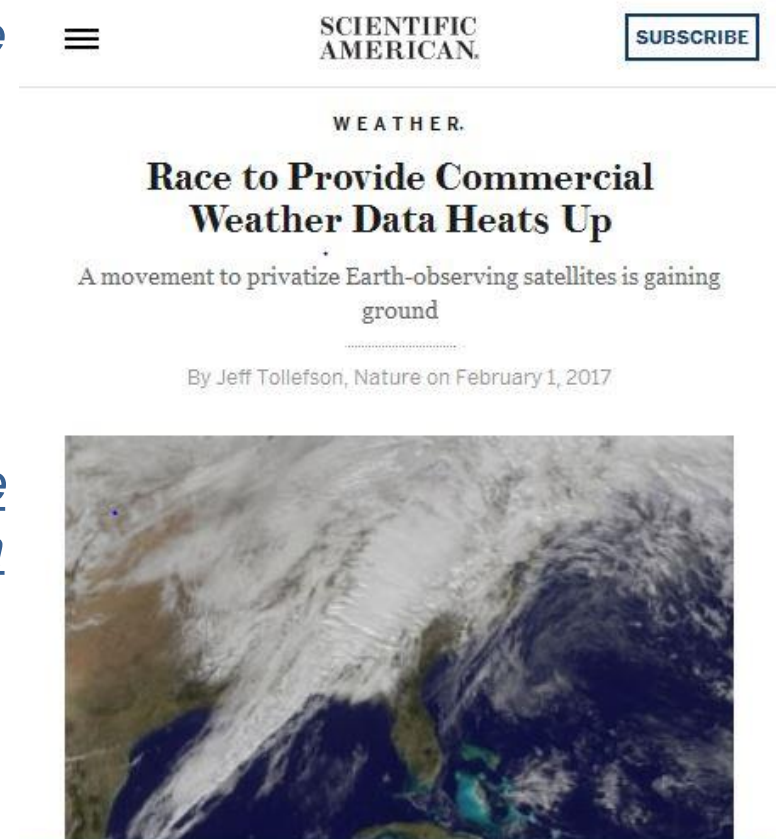 SCIENTIFIC
AMERICAN.
SUBSCRIBE
WEATHER.
Race to Provide Commercial
Weather Data Heats Up
A movement to privatize Earth-observing satellites is gaining
ground
By Jeff Tollefson, Nature on February 1, 2017